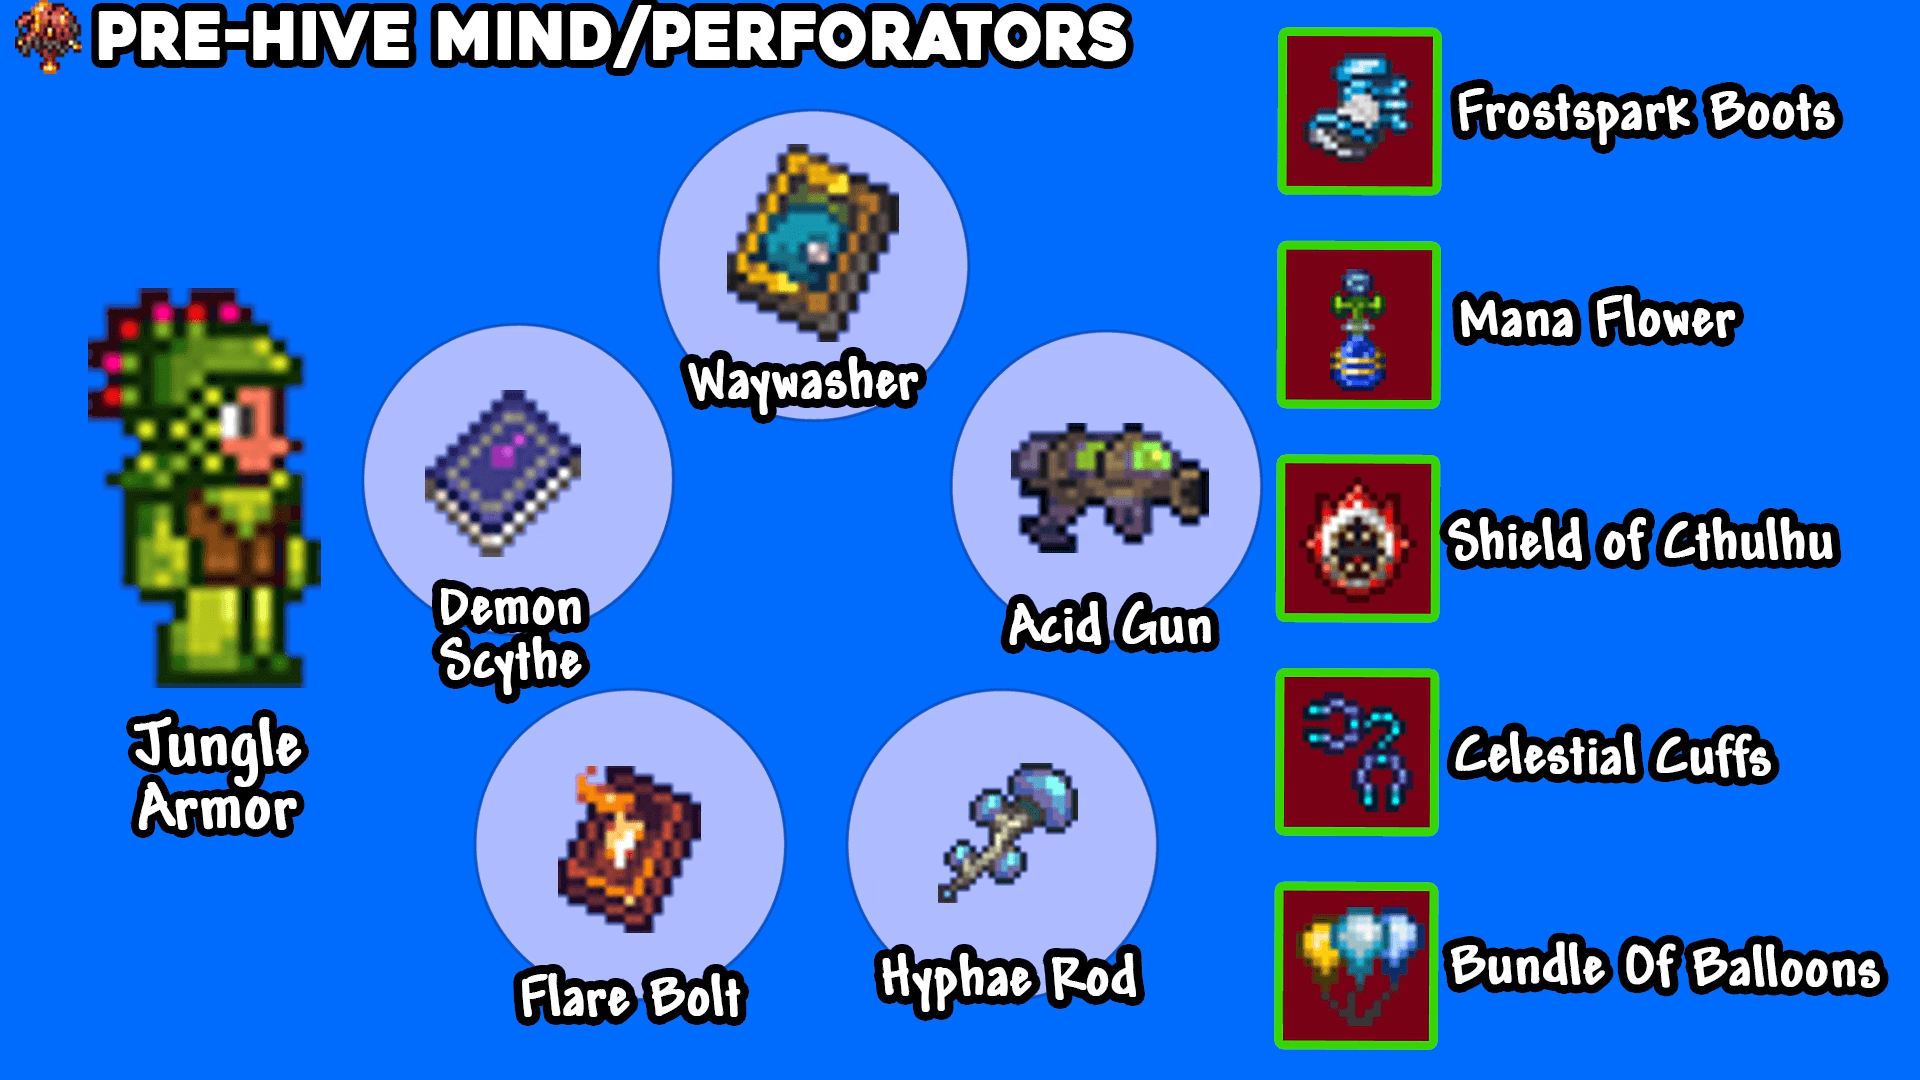 PRE-HIVE MIND/PERFORATORS
Frostspark Boots
Waywasher
Mana Flower
Demon
Scythe
Acid Gun
Shield of Cthulhu
Jungle
Armor
Celestial Cuffs
Flare Bolt
Hyphae Rod
Bundle Of Balloons